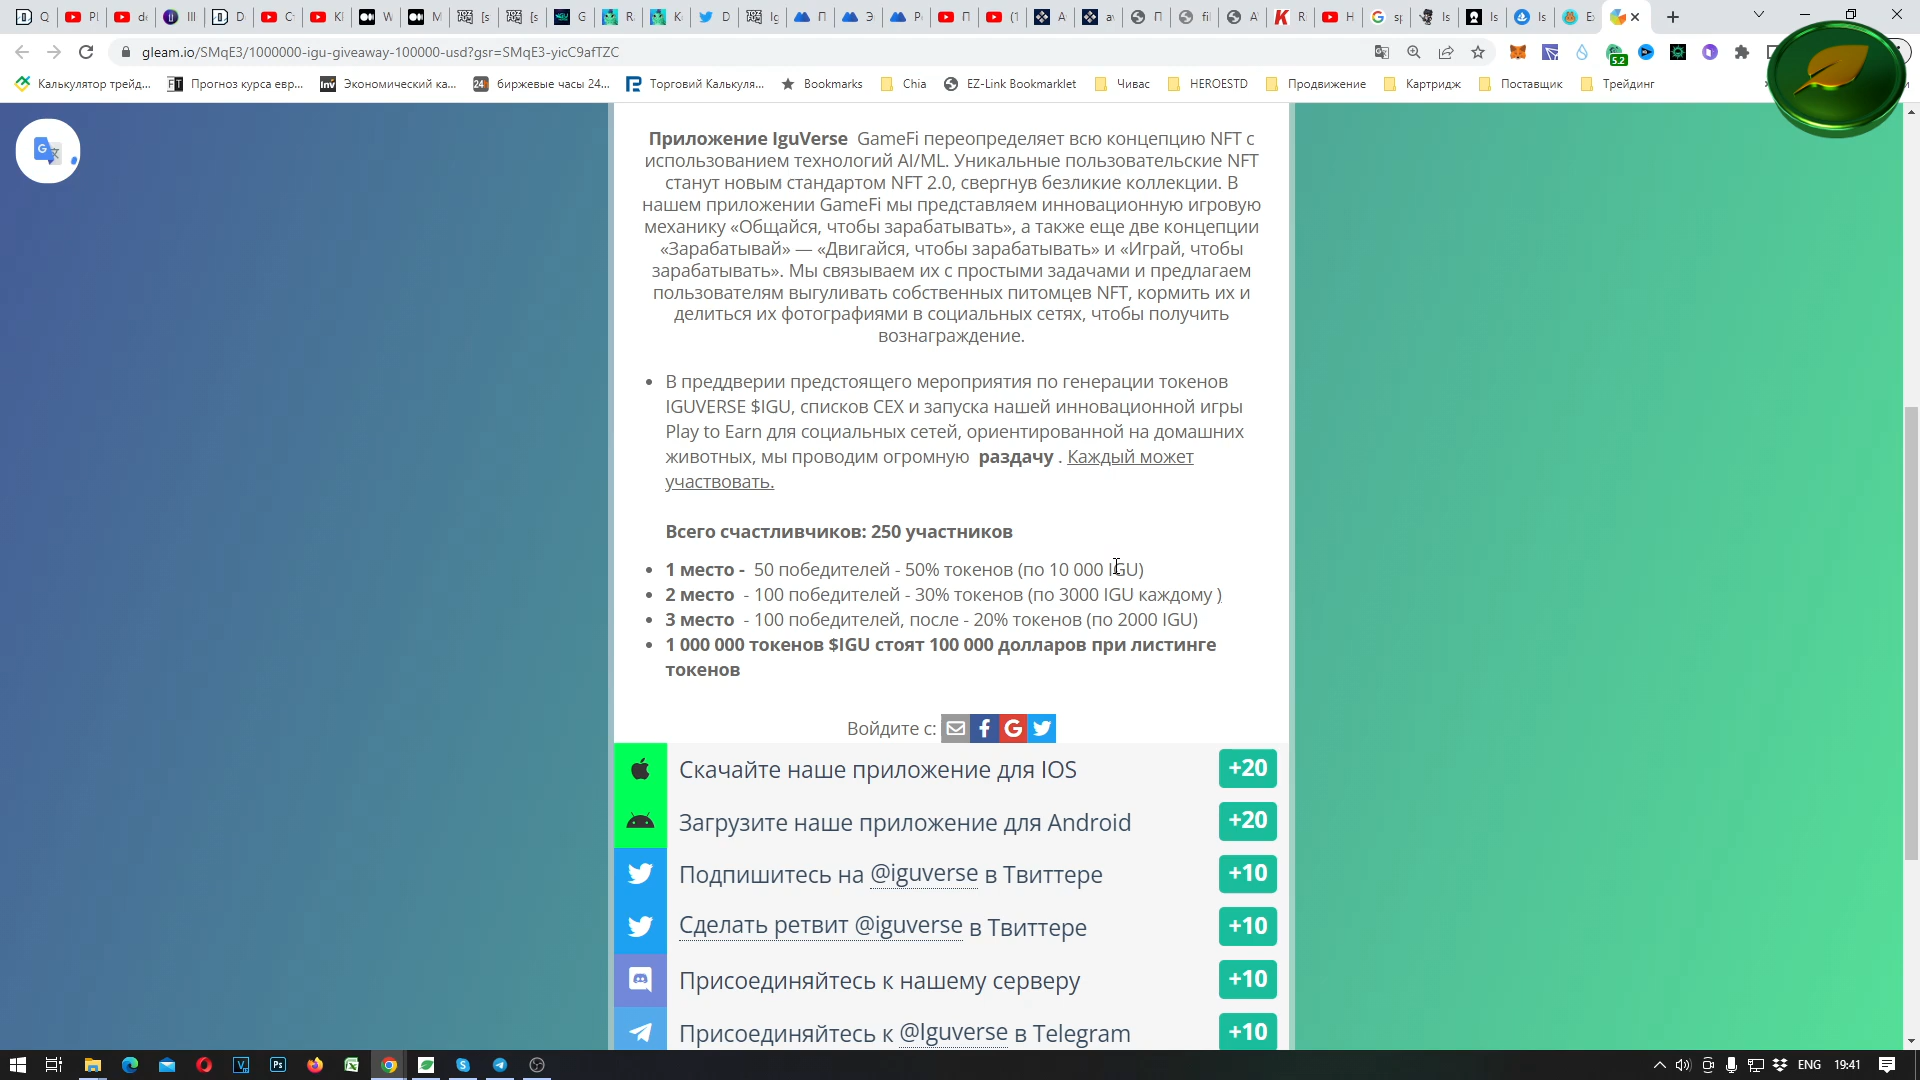 gleam.io/SMqE3/1000000-igu-giveaway-100000-usd?gsr=SMqE3-yicC9afTZC
5.2
Калькулятор трейд...
Прогноз курса евр...
Экономический ка...
биржевые часы 24...
Торговий Калькуля...
Bookmarks
Chia
EZ-Link Bookmarklet
Чивас
HEROESTD
Продвижение
Картридж
Поставщик
Трейдинг
Приложение IguVerse GameFi переопределяет всю концепцию NFT с
использованием технологий AI/ML. Уникальные пользовательские NFT
станут новым стандартом NFT 2.0, свергнув безликие коллекции. В
нашем приложении GameFi мы представляем инновационную игровую
механику «Общайся, чтобы зарабатывать», а также еще две концепции
«Зарабатывай» — «Двигайся, чтобы зарабатывать» и «Играй, чтобы
зарабатывать». Мы связываем их с простыми задачами и предлагаем
пользователям выгуливать собственных питомцев NFT, кормить их и
делиться их фотографиями в социальных сетях, чтобы получить
вознаграждение.
• В преддверии предстоящего мероприятия по генерации токенов
IGUVERSE $IGU, списков CEX и запуска нашей инновационной игры
Play to Earn для социальных сетей, ориентированной на домашних
животных, мы проводим огромную раздачу . Каждый может
участвовать.
Всего счастливчиков: 250 участников
• 1 место - 50 победителей - 50% токенов (по 10 000 IGU)
• 2 место - 100 победителей - 30% токенов (по 3000 IGU каждому )
• 3 место - 100 победителей, после - 20% токенов (по 2000 IGU)
• 1 000 000 токенов $IGU стоят 100 000 долларов при листинге
токенов
Войдите с:
Скачайте наше приложение для IOS +20
Загрузите наше приложение для Android +20
Подпишитесь на @iguverse в Твиттере +10
Сделать ретвит @iguverse в Твиттере +10
Присоединяйтесь к нашему серверу +10
Присоединяйтесь к @Iguverse в Telegram +10
ENG 19:41